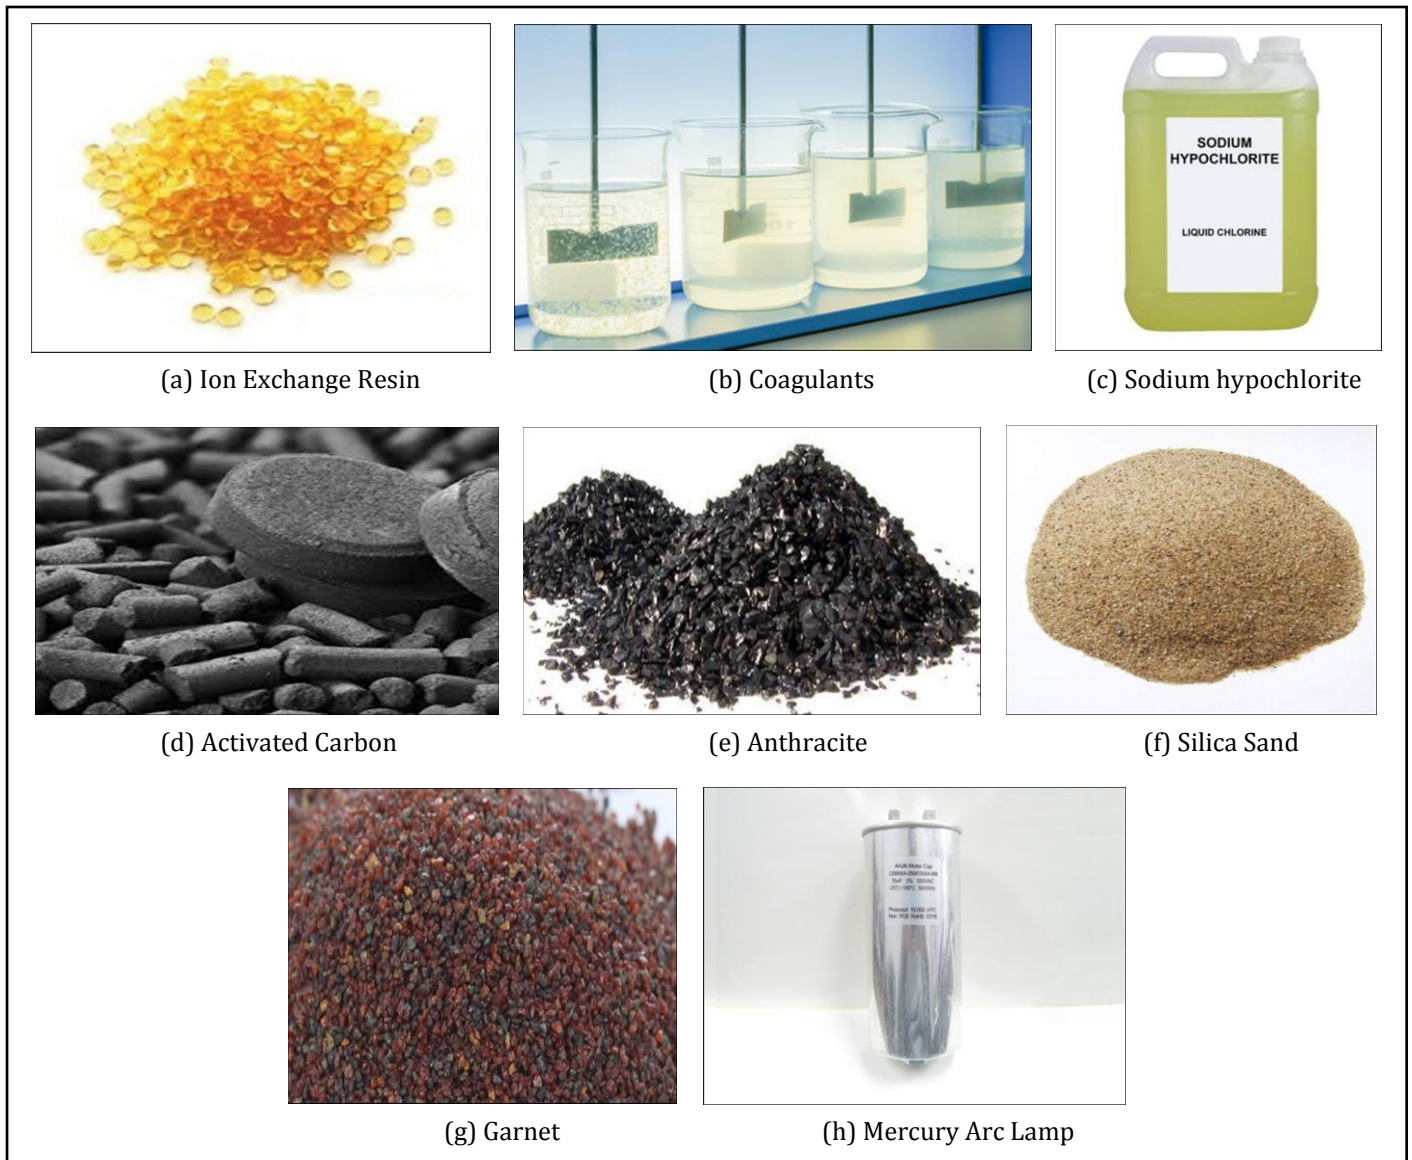 SODIUM
HYPOCHLORITE
LIQUID CHLORINE
(a) Ion Exchange Resin
(b) Coagulants
(c) Sodium hypochlorite
(d) Activated Carbon
(e) Anthracite
(f) Silica Sand
(g) Garnet
(h) Mercury Arc Lamp